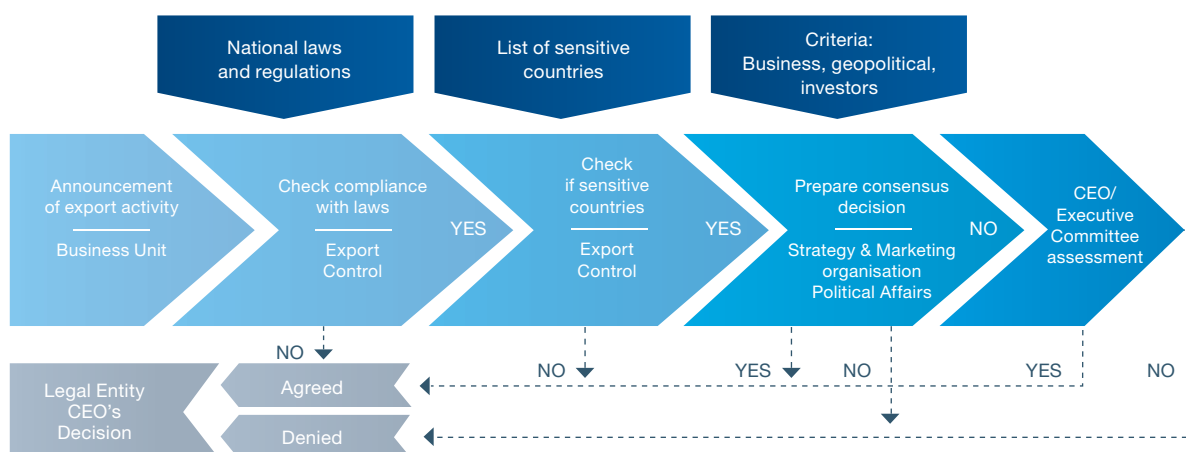 National laws
and regulations
List of sensitive
countries
Criteria:
Business, geopolitical,
investors
Announcement
of export activity
Business Unit
Check compliance
with laws
Export
Control
YES
Check
if sensitive
countries
Export
Control
YES
Prepare consensus
decision
Strategy & Marketing
organisation
Political Affairs
NO
CEO/
Executive
Committee
assessment
NO
NO
YES
NO
YES
NO
Legal Entity
CEO's
Decision
Agreed
Denied